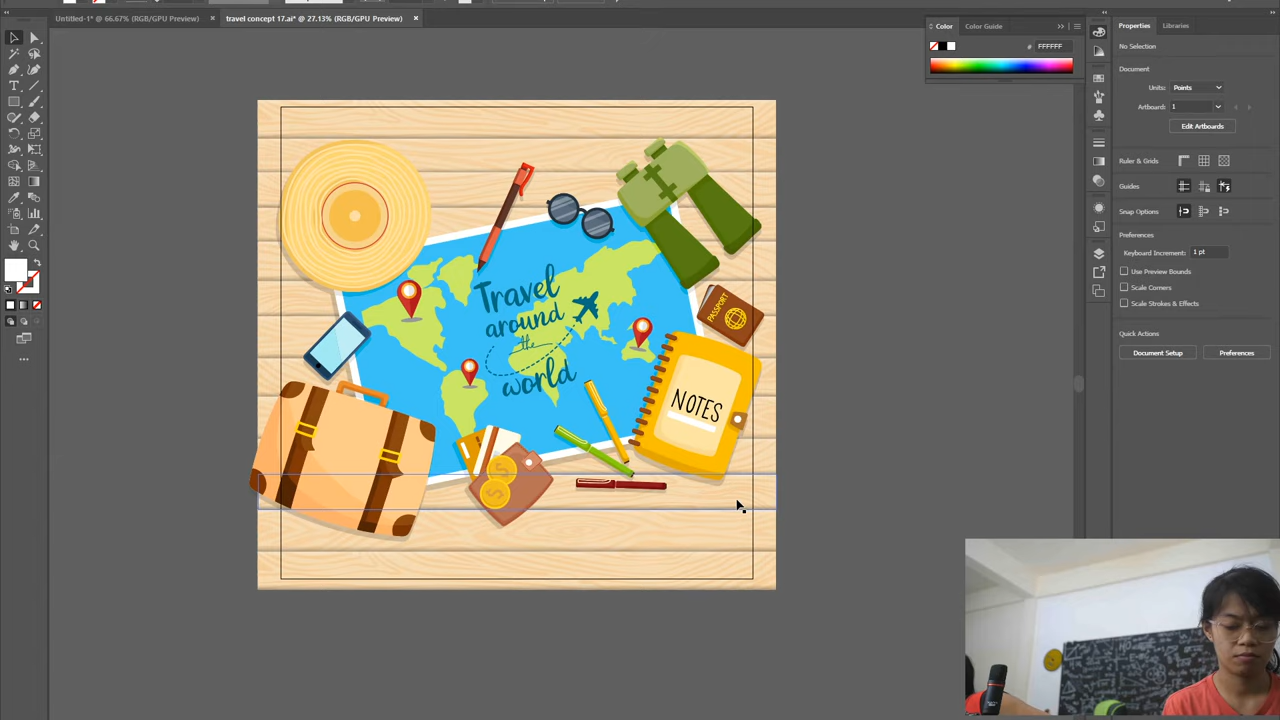 Untitled-1* @ 66.67% (RGB/GPU Preview)
travel concept 17.ai* @ 27.13% (RGB/GPU Preview)
Color
Color Guide
# FFFFFF
Properties
Libraries
No Selection
Document
Units: Points
Artboard: 1
Edit Artboards
Ruler & Grids
Guides
Snap Options
Preferences
Keyboard Increment: 1 pt
Use Preview Bounds
Scale Corners
Scale Strokes & Effects
Quick Actions
Document Setup
Preferences
Travel
around
the
world
PASSPORT
NOTES